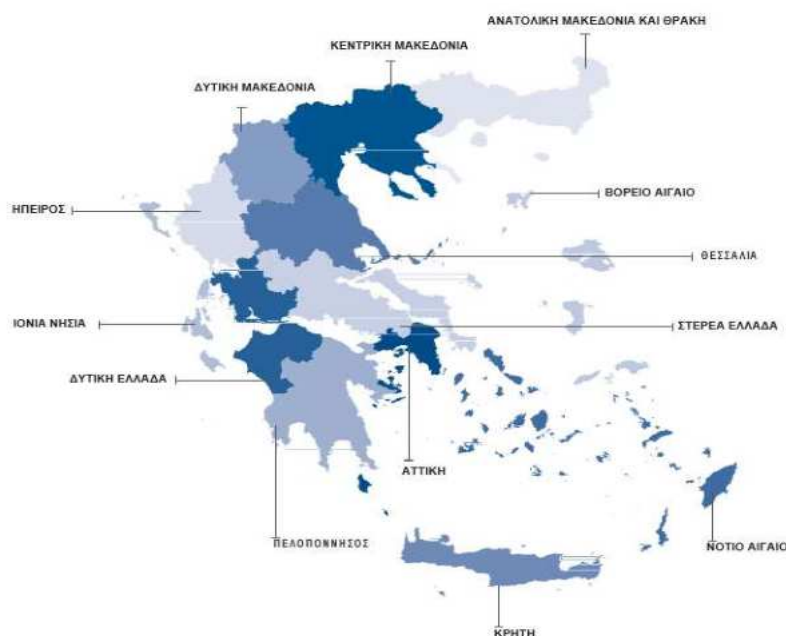 ΑΝΑΤΟΛΙΚΗ ΜΑΚΕΔΟΝΙΑ ΚΑΙ ΘΡΑΚΗ
ΚΕΝΤΡΙΚΗ ΜΑΚΕΔΟΝΙΑ
ΔΥΤΙΚΗ ΜΑΚΕΔΟΝΙΑ
ΒΟΡΕΙΟ ΑΙΓΑΙΟ
ΗΠΕΙΡΟΣ
ΘΕΣΣΑΛΙΑ
ΙΟΝΙΑ ΝΗΣΙΑ
ΣΤΕΡΕΑ ΕΛΛΑΔΑ
ΔΥΤΙΚΗ ΕΛΛΑΔΑ
ΑΤΤΙΚΗ
ΠΕΛΟΠΟΝΝΗΣΟΣ
ΝΟΤΙΟ ΑΙΓΑΙΟ
ΚΡΗΤΗ